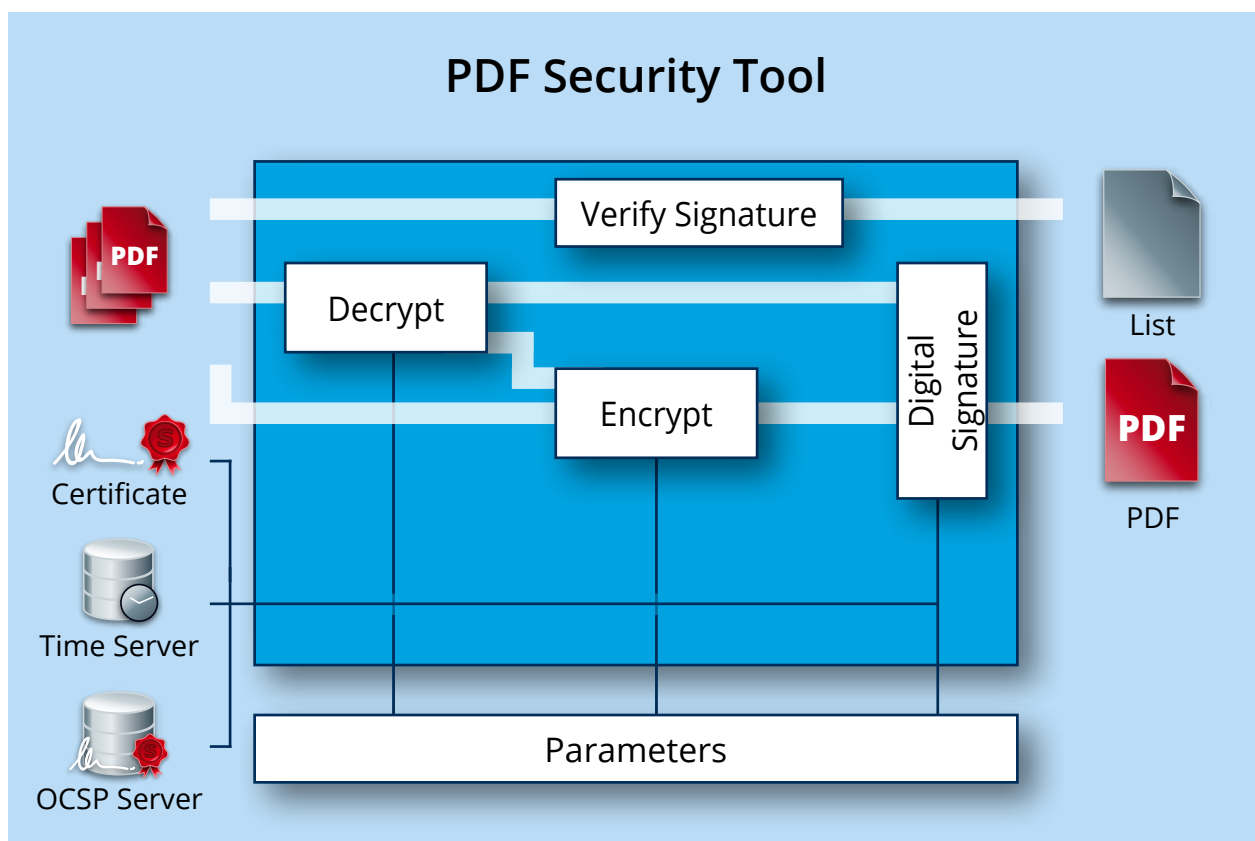 PDF Security Tool
Verify Signature
PDF
Decrypt
Digital
Signature
List
Encrypt
PDF
Certificate
PDF
Time Server
Parameters
OCSP Server